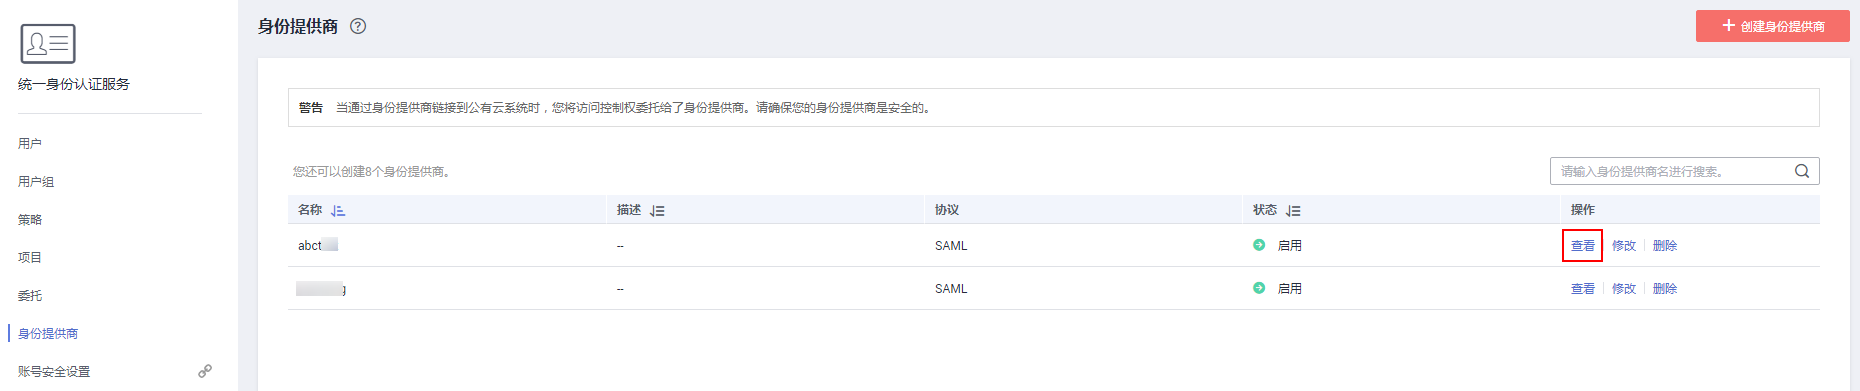 统一身份认证服务
用户
用户组
策略
项目
委托
身份提供商
账号安全设置
身份提供商 ?
+ 创建身份提供商
警告 当通过身份提供商链接到公有云系统时，您将访问控制权委托给了身份提供商。请确保您的身份提供商是安全的。
您还可以创建8个身份提供商。
请输入身份提供商名进行搜索。
名称 描述 协议 状态 操作
abct -- SAML 启用 查看 修改 删除
-- SAML 启用 查看 修改 删除